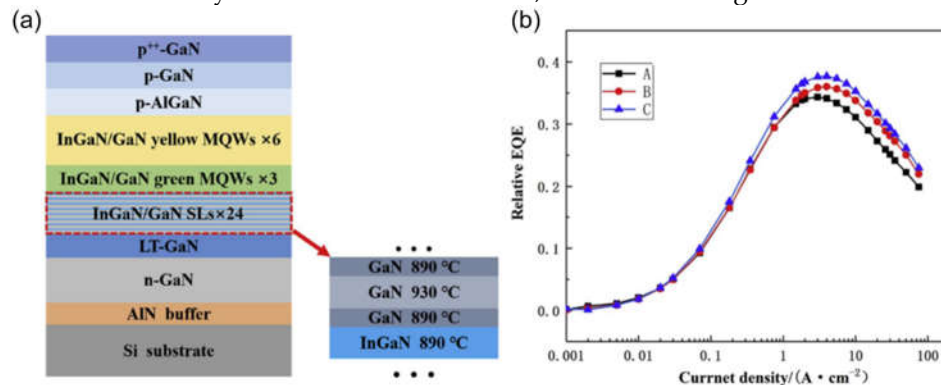 (a)
p++-GaN
p-GaN
p-AlGaN
InGaN/GaN yellow MQWs ×6
InGaN/GaN green MQWs ×3
InGaN/GaN SLs×24
LT-GaN
n-GaN
AlN buffer
Si substrate
• • •
GaN 890 °C
GaN 930 °C
GaN 890 °C
InGaN 890 °C
• • •
(b)
Relative EQE
0.4
0.3
0.2
0.1
0.0
A
B
C
0.001
0.01
0.1
1
10
100
Currnet density/(A·cm⁻²)